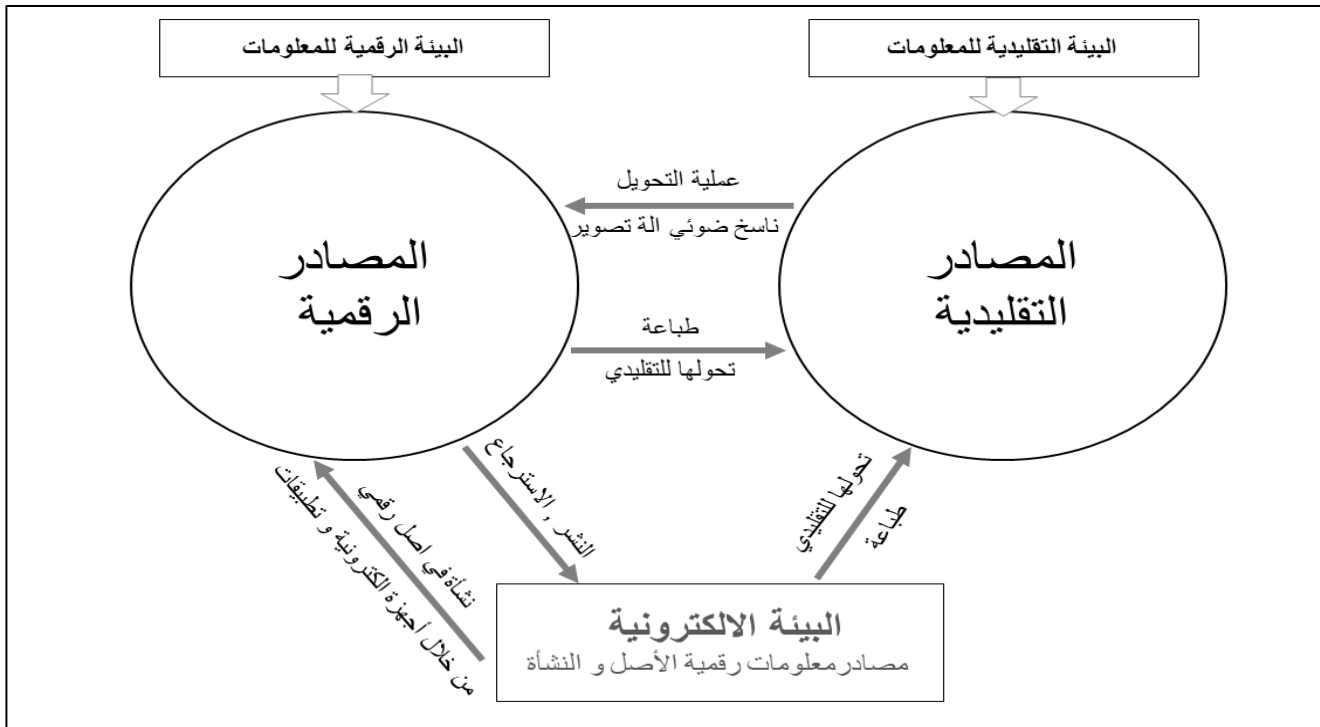 البيئة التقليدية للمعلومات
البيئة الرقمية للمعلومات
المصادر
التقليدية
عملية التحويل
ناسخ ضوئي الة تصوير
المصادر
الرقمية
طباعة
تحولها للتقليدي
تحولها للتقليدي
طباعة
النشر , الاسترجاع
نشأة في اصل رقمي
من خلال أجهزة الكترونية و تطبيقات
البيئة الالكترونية
مصادرمعلومات رقمية الأصل و النشأة